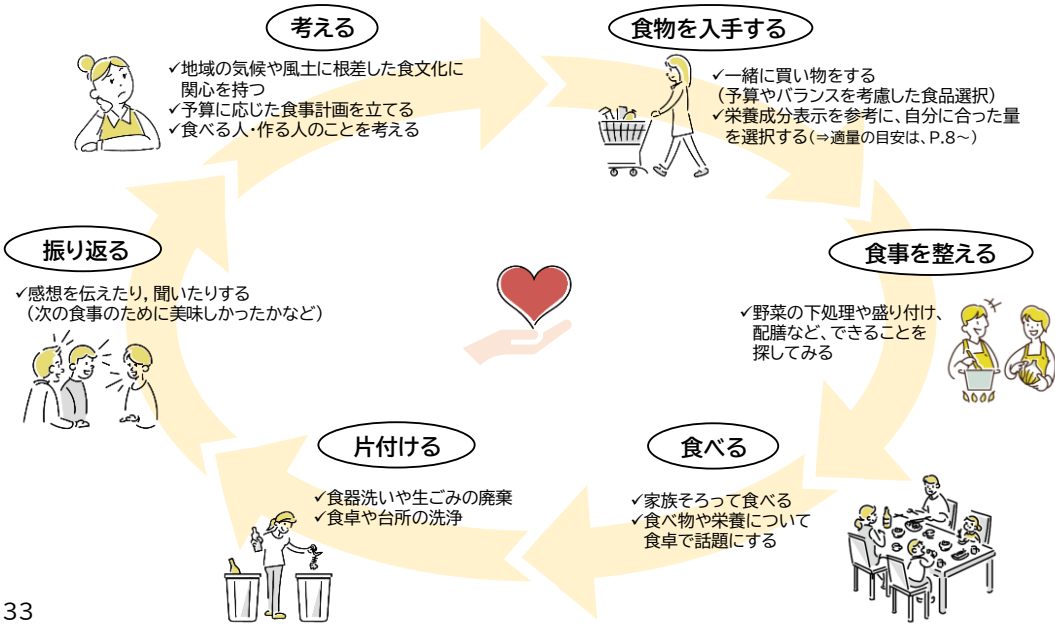 考える
✓地域の気候や風土に根差した食文化に
関心を持つ
✓予算に応じた食事計画を立てる
✓食べる人・作る人のことを考える
食物を入手する
✓一緒に買い物をする
(予算やバランスを考慮した食品選択)
✓栄養成分表示を参考に、自分に合った量
を選択する(⇒適量の目安は、P.8~)
食事を整える
✓野菜の下処理や盛り付け、
配膳など、できることを
探してみる
食べる
✓家族そろって食べる
✓食べ物や栄養について
食卓で話題にする
片付ける
✓食器洗いや生ごみの廃棄
✓食卓や台所の洗浄
振り返る
✓感想を伝えたり,聞いたりする
(次の食事のために美味しかったかなど)
33